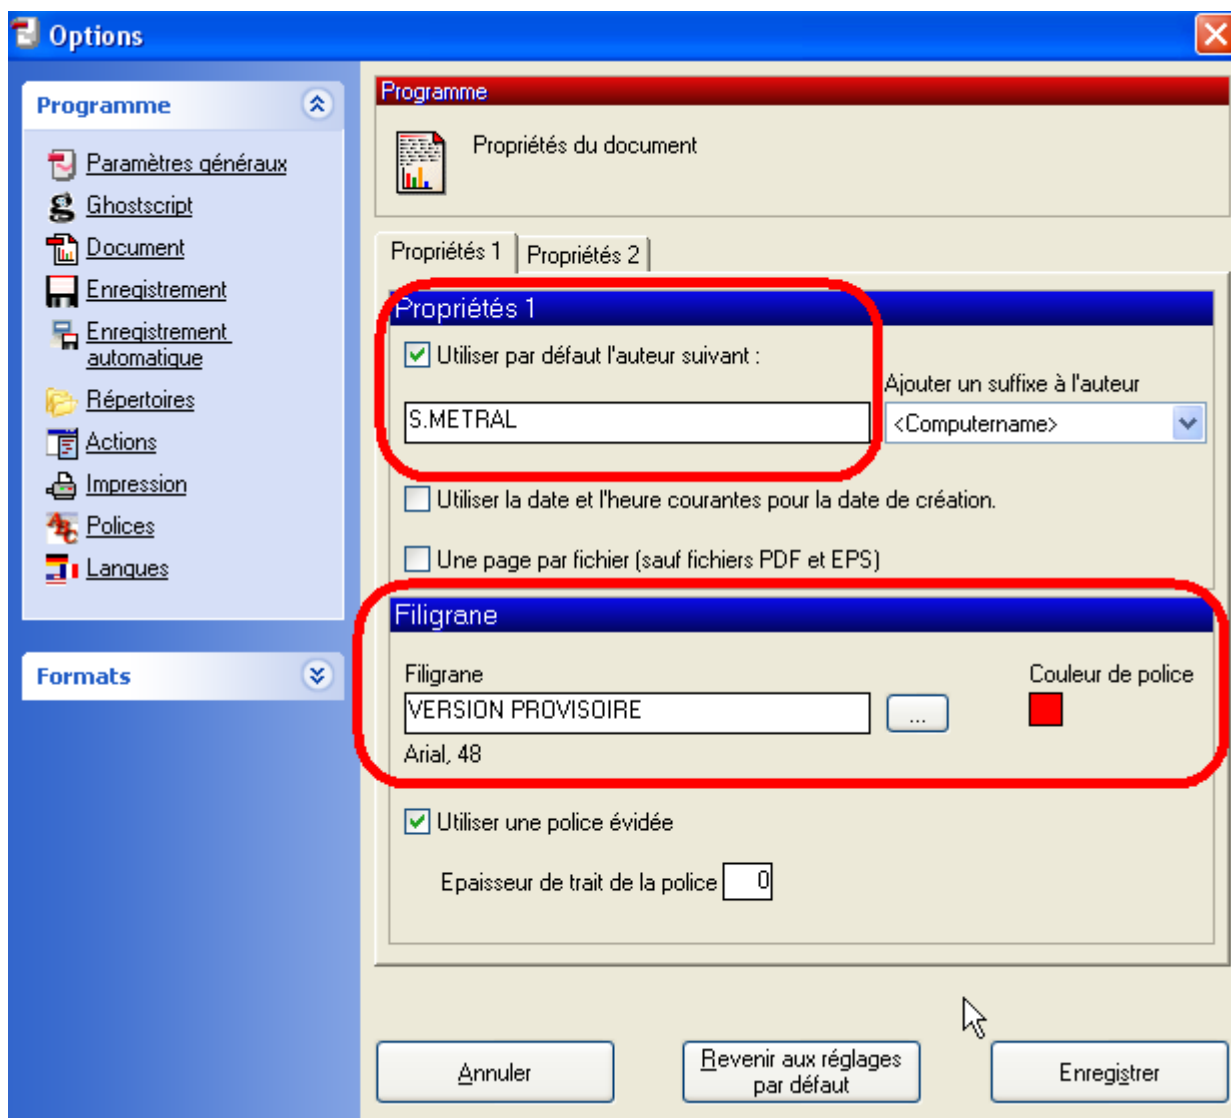 Options
Programme
Paramètres généraux
Ghostscript
Document
Enregistrement
Enregistrement
automatique
Répertoires
Actions
Impression
Polices
Langues
Formats
Programme
Propriétés du document
Propriétés 1
Propriétés 2
Propriétés 1
Utiliser par défaut l'auteur suivant :
Ajouter un suffixe à l'auteur
S.METRAL
<Computername>
Utiliser la date et l'heure courantes pour la date de création.
Une page par fichier (sauf fichiers PDF et EPS)
Filigrane
Filigrane
Couleur de police
VERSION PROVISOIRE
...
Arial, 48
Utiliser une police évidée
Epaisseur de trait de la police 0
Annuler
Revenir aux réglages
par défaut
Enregistrer